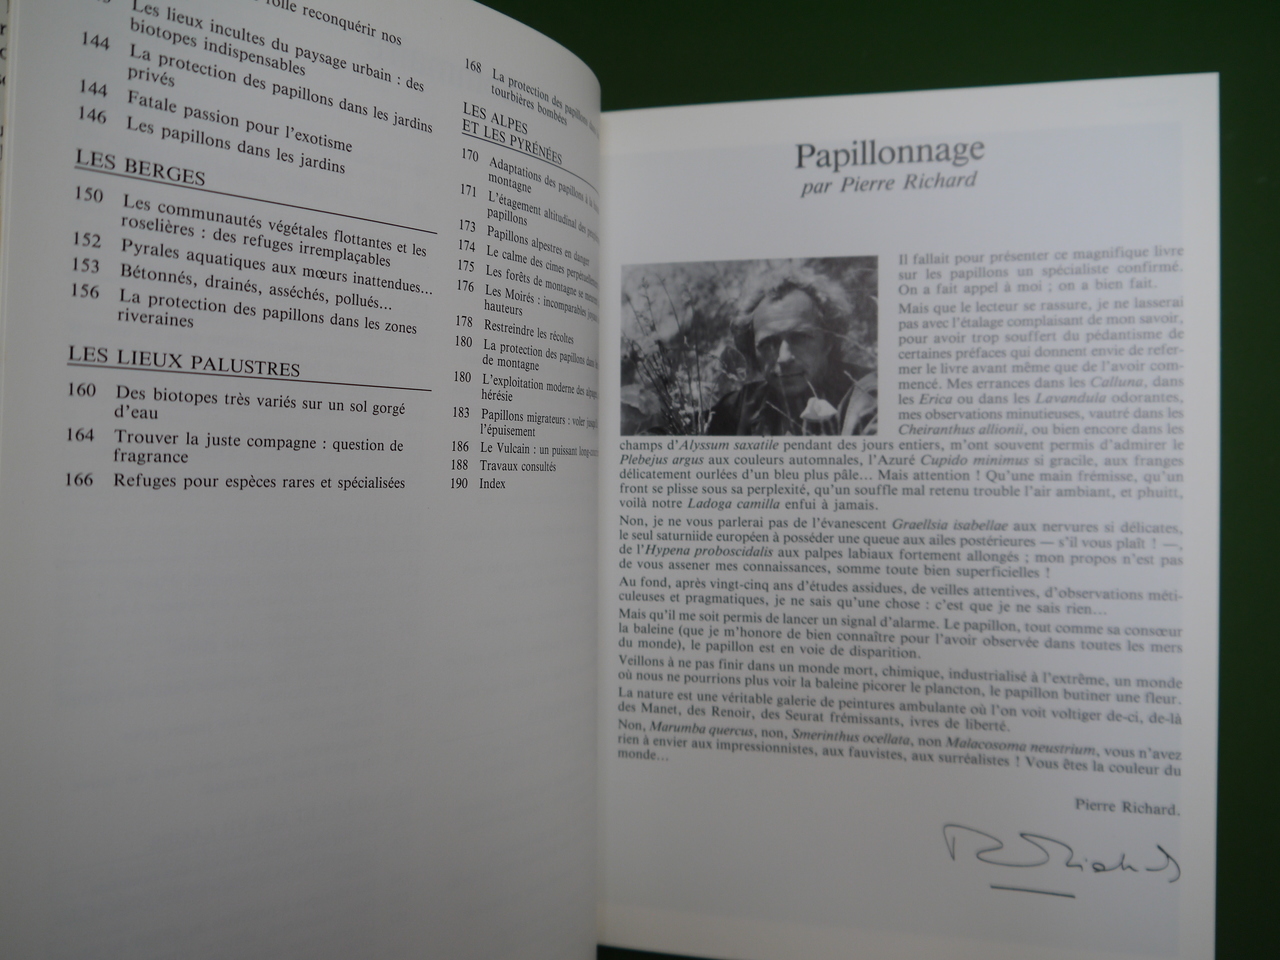 folle reconquérir nos
Les lieux incultes du paysage urbain : des
biotopes indispensables
144 La protection des papillons dans les jardins
privés
144 Fatale passion pour l'exotisme
146 Les papillons dans les jardins
LES BERGES
150 Les communautés végétales flottantes et les
roselières : des refuges irremplaçables
152 Pyrales aquatiques aux mœurs inattendues...
153 Bétonnés, drainés, asséchés, pollués...
156 La protection des papillons dans les zones
riveraines
LES LIEUX PALUSTRES
160 Des biotopes très variés sur un sol gorgé
d'eau
164 Trouver la juste compagne : question de
fragrance
166 Refuges pour espèces rares et spécialisées
168 La protection des papillons
tourbières bombées
LES ALPES
ET LES PYRÉNÉES
170 Adaptations des papillons à la
montagne
171 L'étagement altitudinal des
papillons
173 Papillons alpestres en danger
174 Le calme des cimes
175 Les forêts de montagne se
176 Les Moirés : incomparables
hauteurs
178 Restreindre les récoltes
180 La protection des papillons dans
de montagne
180 L'exploitation moderne des
hérésie
183 Papillons migrateurs : voler
l'épuisement
186 Le Vulcain : un puissant
188 Travaux consultés
190 Index
Papillonnage
par Pierre Richard
Il fallait pour présenter ce magnifique livre
sur les papillons un spécialiste confirmé.
On a fait appel à moi ; on a bien fait.
Mais que le lecteur se rassure, je ne lasserai
pas avec l'étalage complaisant de mon savoir,
pour avoir trop souffert du pédantisme de
certaines préfaces qui donnent envie de refer-
mer le livre avant même que de l'avoir com-
mencé. Mes errances dans les Calluna, dans
les Erica ou dans les Lavandula odorantes,
mes observations minutieuses, vautré dans les
Cheiranthus allionii, ou bien encore dans les
champs d'Alyssum saxatile pendant des jours entiers, m'ont souvent permis d'admirer le
Plebejus argus aux couleurs automnales, l'Azuré Cupido minimus si gracile, aux franges
délicatement ourlées d'un bleu plus pâle... Mais attention ! Qu'une main frémisse, qu'un
front se plisse sous sa perplexité, qu'un souffle mal retenu trouble l'air ambiant, et phuitt,
voilà notre Ladoga camilla enfui à jamais.
Non, je ne vous parlerai pas de l'évanescent Graellsia isabellae aux nervures si délicates,
le seul saturniide européen à posséder une queue aux ailes postérieures — s'il vous plaît ! —,
de l'Hypena proboscidalis aux palpes labiaux fortement allongés ; mon propos n'est pas
de vous assener mes connaissances, somme toute bien superficielles !
Au fond, après vingt-cinq ans d'études assidues, de veilles attentives, d'observations méti-
culeuses et pragmatiques, je ne sais qu'une chose : c'est que je ne sais rien...
Mais qu'il me soit permis de lancer un signal d'alarme. Le papillon, tout comme sa consœur
la baleine (que je m'honore de bien connaître pour l'avoir observée dans toutes les mers
du monde), le papillon est en voie de disparition.
Veillons à ne pas finir dans un monde mort, chimique, industrialisé à l'extrême, un monde
où nous ne pourrions plus voir la baleine picorer le plancton, le papillon butiner une fleur.
La nature est une véritable galerie de peintures ambulante où l'on voit voltiger de-ci, de-là
des Manet, des Renoir, des Seurat frémissants, ivres de liberté.
Non, Marumba quercus, non, Smerinthus ocellata, non Malacosoma neustrium, vous n'avez
rien à envier aux impressionnistes, aux fauvistes, aux surréalistes ! Vous êtes la couleur du
monde...
Pierre Richard.